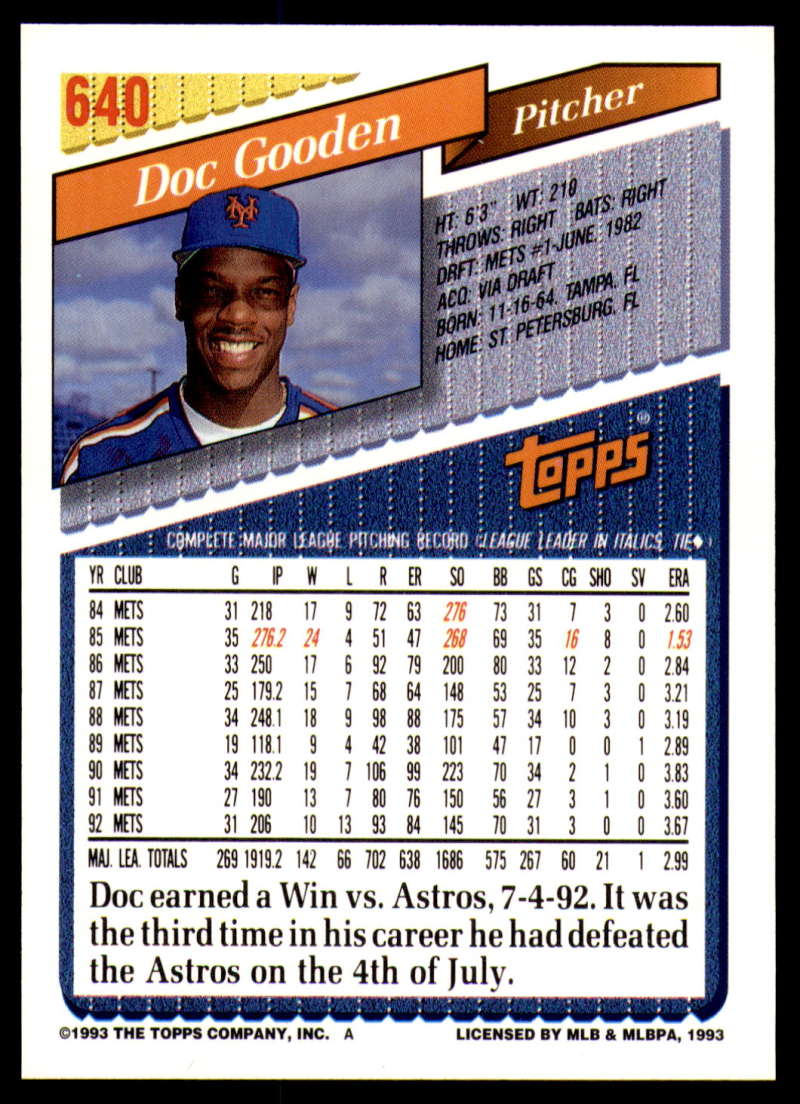 640
Doc Gooden
Pitcher
HT: 6'3" WT: 210
THROWS: RIGHT BATS: RIGHT
DRFT: METS #1-JUNE, 1982
ACQ: VIA DRAFT
BORN: 11-16-64, TAMPA, FL
HOME: ST. PETERSBURG, FL
NY
Topps®
COMPLETE MAJOR LEAGUE PITCHING RECORD (LEAGUE LEADER IN ITALICS, TIE◆)
YR CLUB G IP W L R ER SO BB GS CG SHO SV ERA
84 METS 31 218 17 9 72 63 276 73 31 7 3 0 2.60
85 METS 35 276.2 24 4 51 47 268 69 35 16 8 0 1.53
86 METS 33 250 17 6 92 79 200 80 33 12 2 0 2.84
87 METS 25 179.2 15 7 68 64 148 53 25 7 3 0 3.21
88 METS 34 248.1 18 9 98 88 175 57 34 10 3 0 3.19
89 METS 19 118.1 9 4 42 38 101 47 17 0 0 1 2.89
90 METS 34 232.2 19 7 106 99 223 70 34 2 1 0 3.83
91 METS 27 190 13 7 80 76 150 56 27 3 1 0 3.60
92 METS 31 206 10 13 93 84 145 70 31 3 0 0 3.67
MAJ. LEA. TOTALS 269 1919.2 142 66 702 638 1686 575 267 60 21 1 2.99
Doc earned a Win vs. Astros, 7-4-92. It was
the third time in his career he had defeated
the Astros on the 4th of July.
©1993 THE TOPPS COMPANY, INC. A LICENSED BY MLB & MLBPA, 1993